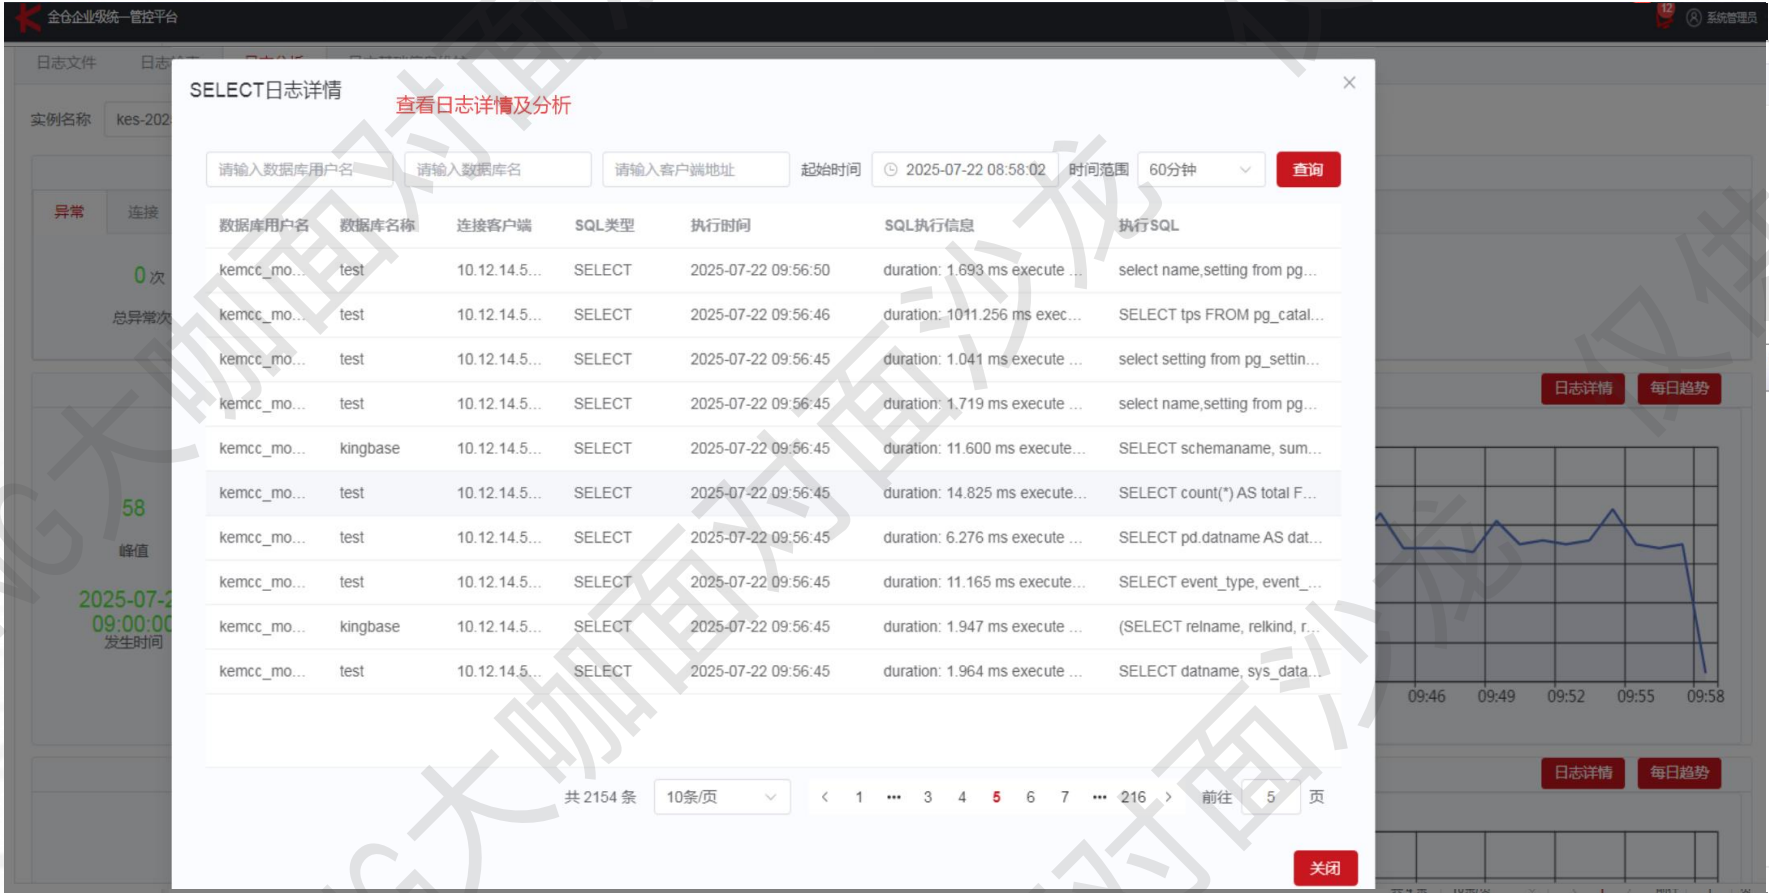 金仓企业级统一管控平台
12
系统管理员
日志文件
实例名称 kes-202
SELECT日志详情
查看日志详情及分析
请输入数据库用户名 请输入数据库名 请输入客户端地址 起始时间 2025-07-22 08:58:02 时间范围 60分钟 查询
异常 连接
数据库用户名 数据库名称 连接客户端 SQL类型 执行时间 SQL执行信息 执行SQL
kemcc_mo... test 10.12.14.5... SELECT 2025-07-22 09:56:50 duration: 1.693 ms execute ... select name,setting from pg...
kemcc_mo... test 10.12.14.5... SELECT 2025-07-22 09:56:46 duration: 1011.256 ms exec... SELECT tps FROM pg_catal...
kemcc_mo... test 10.12.14.5... SELECT 2025-07-22 09:56:45 duration: 1.041 ms execute ... select setting from pg_settin...
kemcc_mo... test 10.12.14.5... SELECT 2025-07-22 09:56:45 duration: 1.719 ms execute ... select name,setting from pg...
kemcc_mo... kingbase 10.12.14.5... SELECT 2025-07-22 09:56:45 duration: 11.600 ms execute... SELECT schemaname, sum...
kemcc_mo... test 10.12.14.5... SELECT 2025-07-22 09:56:45 duration: 14.825 ms execute... SELECT count(*) AS total F...
kemcc_mo... test 10.12.14.5... SELECT 2025-07-22 09:56:45 duration: 6.276 ms execute ... SELECT pd.datname AS dat...
kemcc_mo... test 10.12.14.5... SELECT 2025-07-22 09:56:45 duration: 11.165 ms execute... SELECT event_type, event_...
kemcc_mo... kingbase 10.12.14.5... SELECT 2025-07-22 09:56:45 duration: 1.947 ms execute ... (SELECT relname, relkind, r...
kemcc_mo... test 10.12.14.5... SELECT 2025-07-22 09:56:45 duration: 1.964 ms execute ... SELECT datname, sys_data...
共 2154 条 10条/页 1 ... 3 4 5 6 7 ... 216 前往 5 页
关闭
0 次
总异常次
58
峰值
2025-07-2
09:00:00
发生时间
日志详情 每日趋势
09:46 09:49 09:52 09:55 09:58
日志详情 每日趋势
大咖面对面沙龙
仅供